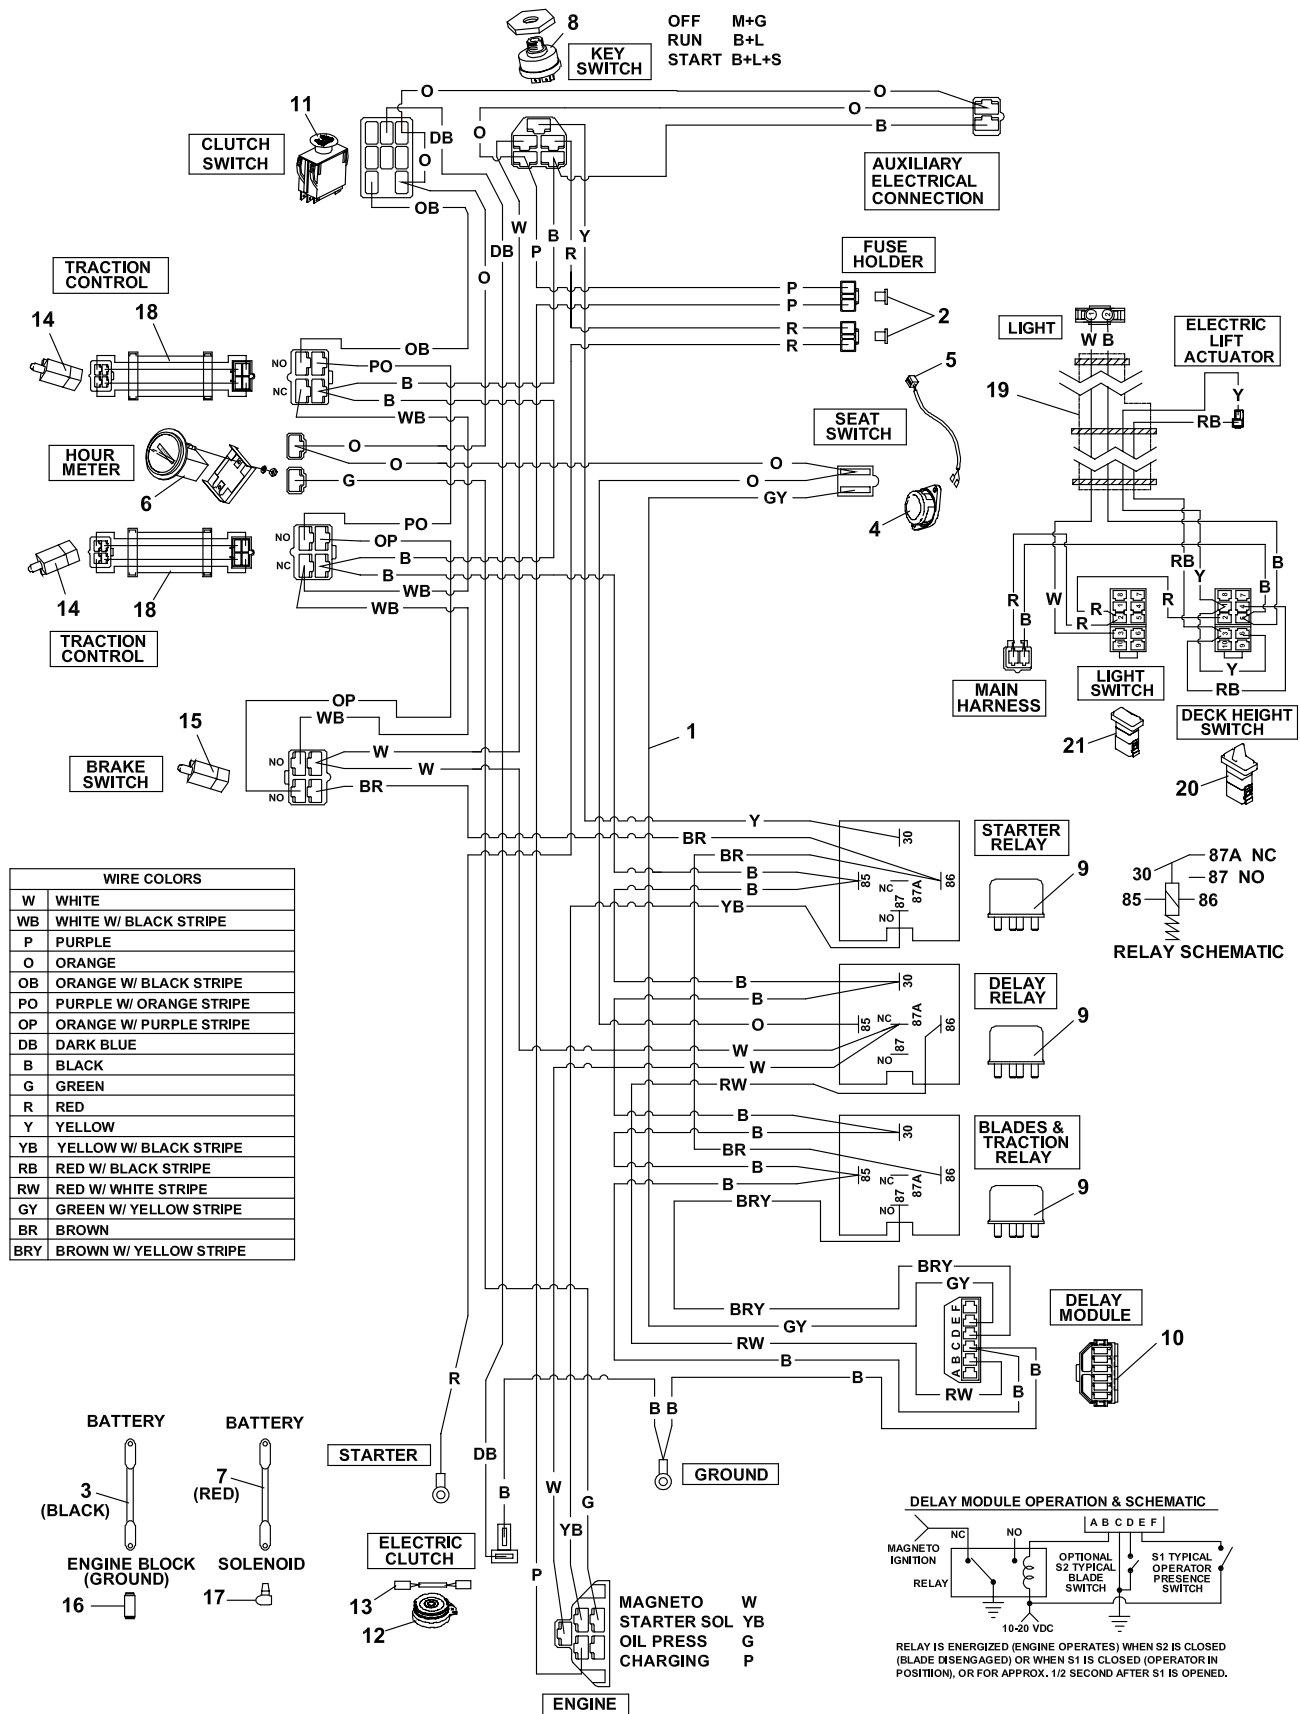 8
OFF M+G
RUN B+L
START B+L+S
KEY
SWITCH
11
CLUTCH
SWITCH
O
O
O
O
DB
O
B
O
OB
AUXILIARY
ELECTRICAL
CONNECTION
W
DB
P
B
R
Y
O
FUSE
HOLDER
P
P
R
R
2
TRACTION
CONTROL
14
18
NO
NC
OB
PO
B
B
WB
LIGHT
1 2
W B
ELECTRIC
LIFT
ACTUATOR
Y
RB
19
5
SEAT
SWITCH
4
HOUR
METER
6
O
O
G
O
O
GY
14
18
TRACTION
CONTROL
NO
NC
PO
OP
B
B
WB
WB
R
B
W
R
R
R
RB
Y
B
B
Y
RB
8 7
1 4
2 5
3 6
10 9
MAIN
HARNESS
LIGHT
SWITCH
21
DECK HEIGHT
SWITCH
20
15
BRAKE
SWITCH
NO
NO
OP
WB
W
W
BR
1
Y
BR
BR
B
B
YB
30
85
NC
87A
87
NO
86
STARTER
RELAY
9
30
87A NC
87 NO
85
86
RELAY SCHEMATIC
WIRE COLORS
W WHITE
WB WHITE W/ BLACK STRIPE
P PURPLE
O ORANGE
OB ORANGE W/ BLACK STRIPE
PO PURPLE W/ ORANGE STRIPE
OP ORANGE W/ PURPLE STRIPE
DB DARK BLUE
B BLACK
G GREEN
R RED
Y YELLOW
YB YELLOW W/ BLACK STRIPE
RB RED W/ BLACK STRIPE
RW RED W/ WHITE STRIPE
GY GREEN W/ YELLOW STRIPE
BR BROWN
BRY BROWN W/ YELLOW STRIPE
B
B
O
W
W
RW
30
85
NC
87A
87
NO
86
DELAY
RELAY
9
B
B
BR
B
B
BRY
30
85
NC
87A
87
NO
86
BLADES &
TRACTION
RELAY
9
BRY
GY
BRY
GY
RW
B
B
RW
B
B
A B C D E F
DELAY
MODULE
10
R
STARTER
DB
B
B B
GROUND
BATTERY
3
(BLACK)
ENGINE BLOCK
(GROUND)
16
BATTERY
7
(RED)
SOLENOID
17
ELECTRIC
CLUTCH
13
12
W
YB
G
P
MAGNETO W
STARTER SOL YB
OIL PRESS G
CHARGING P
ENGINE
DELAY MODULE OPERATION & SCHEMATIC
A B C D E F
MAGNETO
IGNITION
NC
NO
RELAY
OPTIONAL
S2 TYPICAL
BLADE
SWITCH
S1 TYPICAL
OPERATOR
PRESENCE
SWITCH
10-20 VDC
RELAY IS ENERGIZED (ENGINE OPERATES) WHEN S2 IS CLOSED
(BLADE DISENGAGED) OR WHEN S1 IS CLOSED (OPERATOR IN
POSITIION), OR FOR APPROX. 1/2 SECOND AFTER S1 IS OPENED.